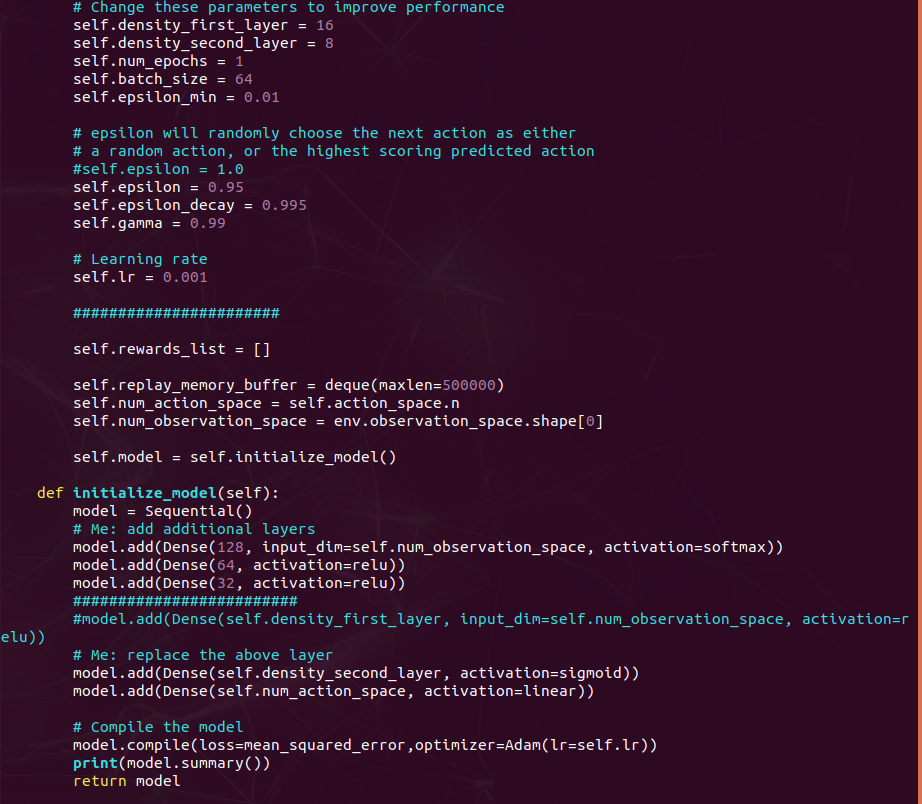 # Change these parameters to improve performance
self.density_first_layer = 16
self.density_second_layer = 8
self.num_epochs = 1
self.batch_size = 64
self.epsilon_min = 0.01
# epsilon will randomly choose the next action as either
# a random action, or the highest scoring predicted action
#self.epsilon = 1.0
self.epsilon = 0.95
self.epsilon_decay = 0.995
self.gamma = 0.99
# Learning rate
self.lr = 0.001
#######################
self.rewards_list = []
self.replay_memory_buffer = deque(maxlen=500000)
self.num_action_space = self.action_space.n
self.num_observation_space = env.observation_space.shape[0]
self.model = self.initialize_model()
def initialize_model(self):
model = Sequential()
# Me: add additional layers
model.add(Dense(128, input_dim=self.num_observation_space, activation=softmax))
model.add(Dense(64, activation=relu))
model.add(Dense(32, activation=relu))
#########################
#model.add(Dense(self.density_first_layer, input_dim=self.num_observation_space, activation=r
elu))
# Me: replace the above layer
model.add(Dense(self.density_second_layer, activation=sigmoid))
model.add(Dense(self.num_action_space, activation=linear))
# Compile the model
model.compile(loss=mean_squared_error,optimizer=Adam(lr=self.lr))
print(model.summary())
return model